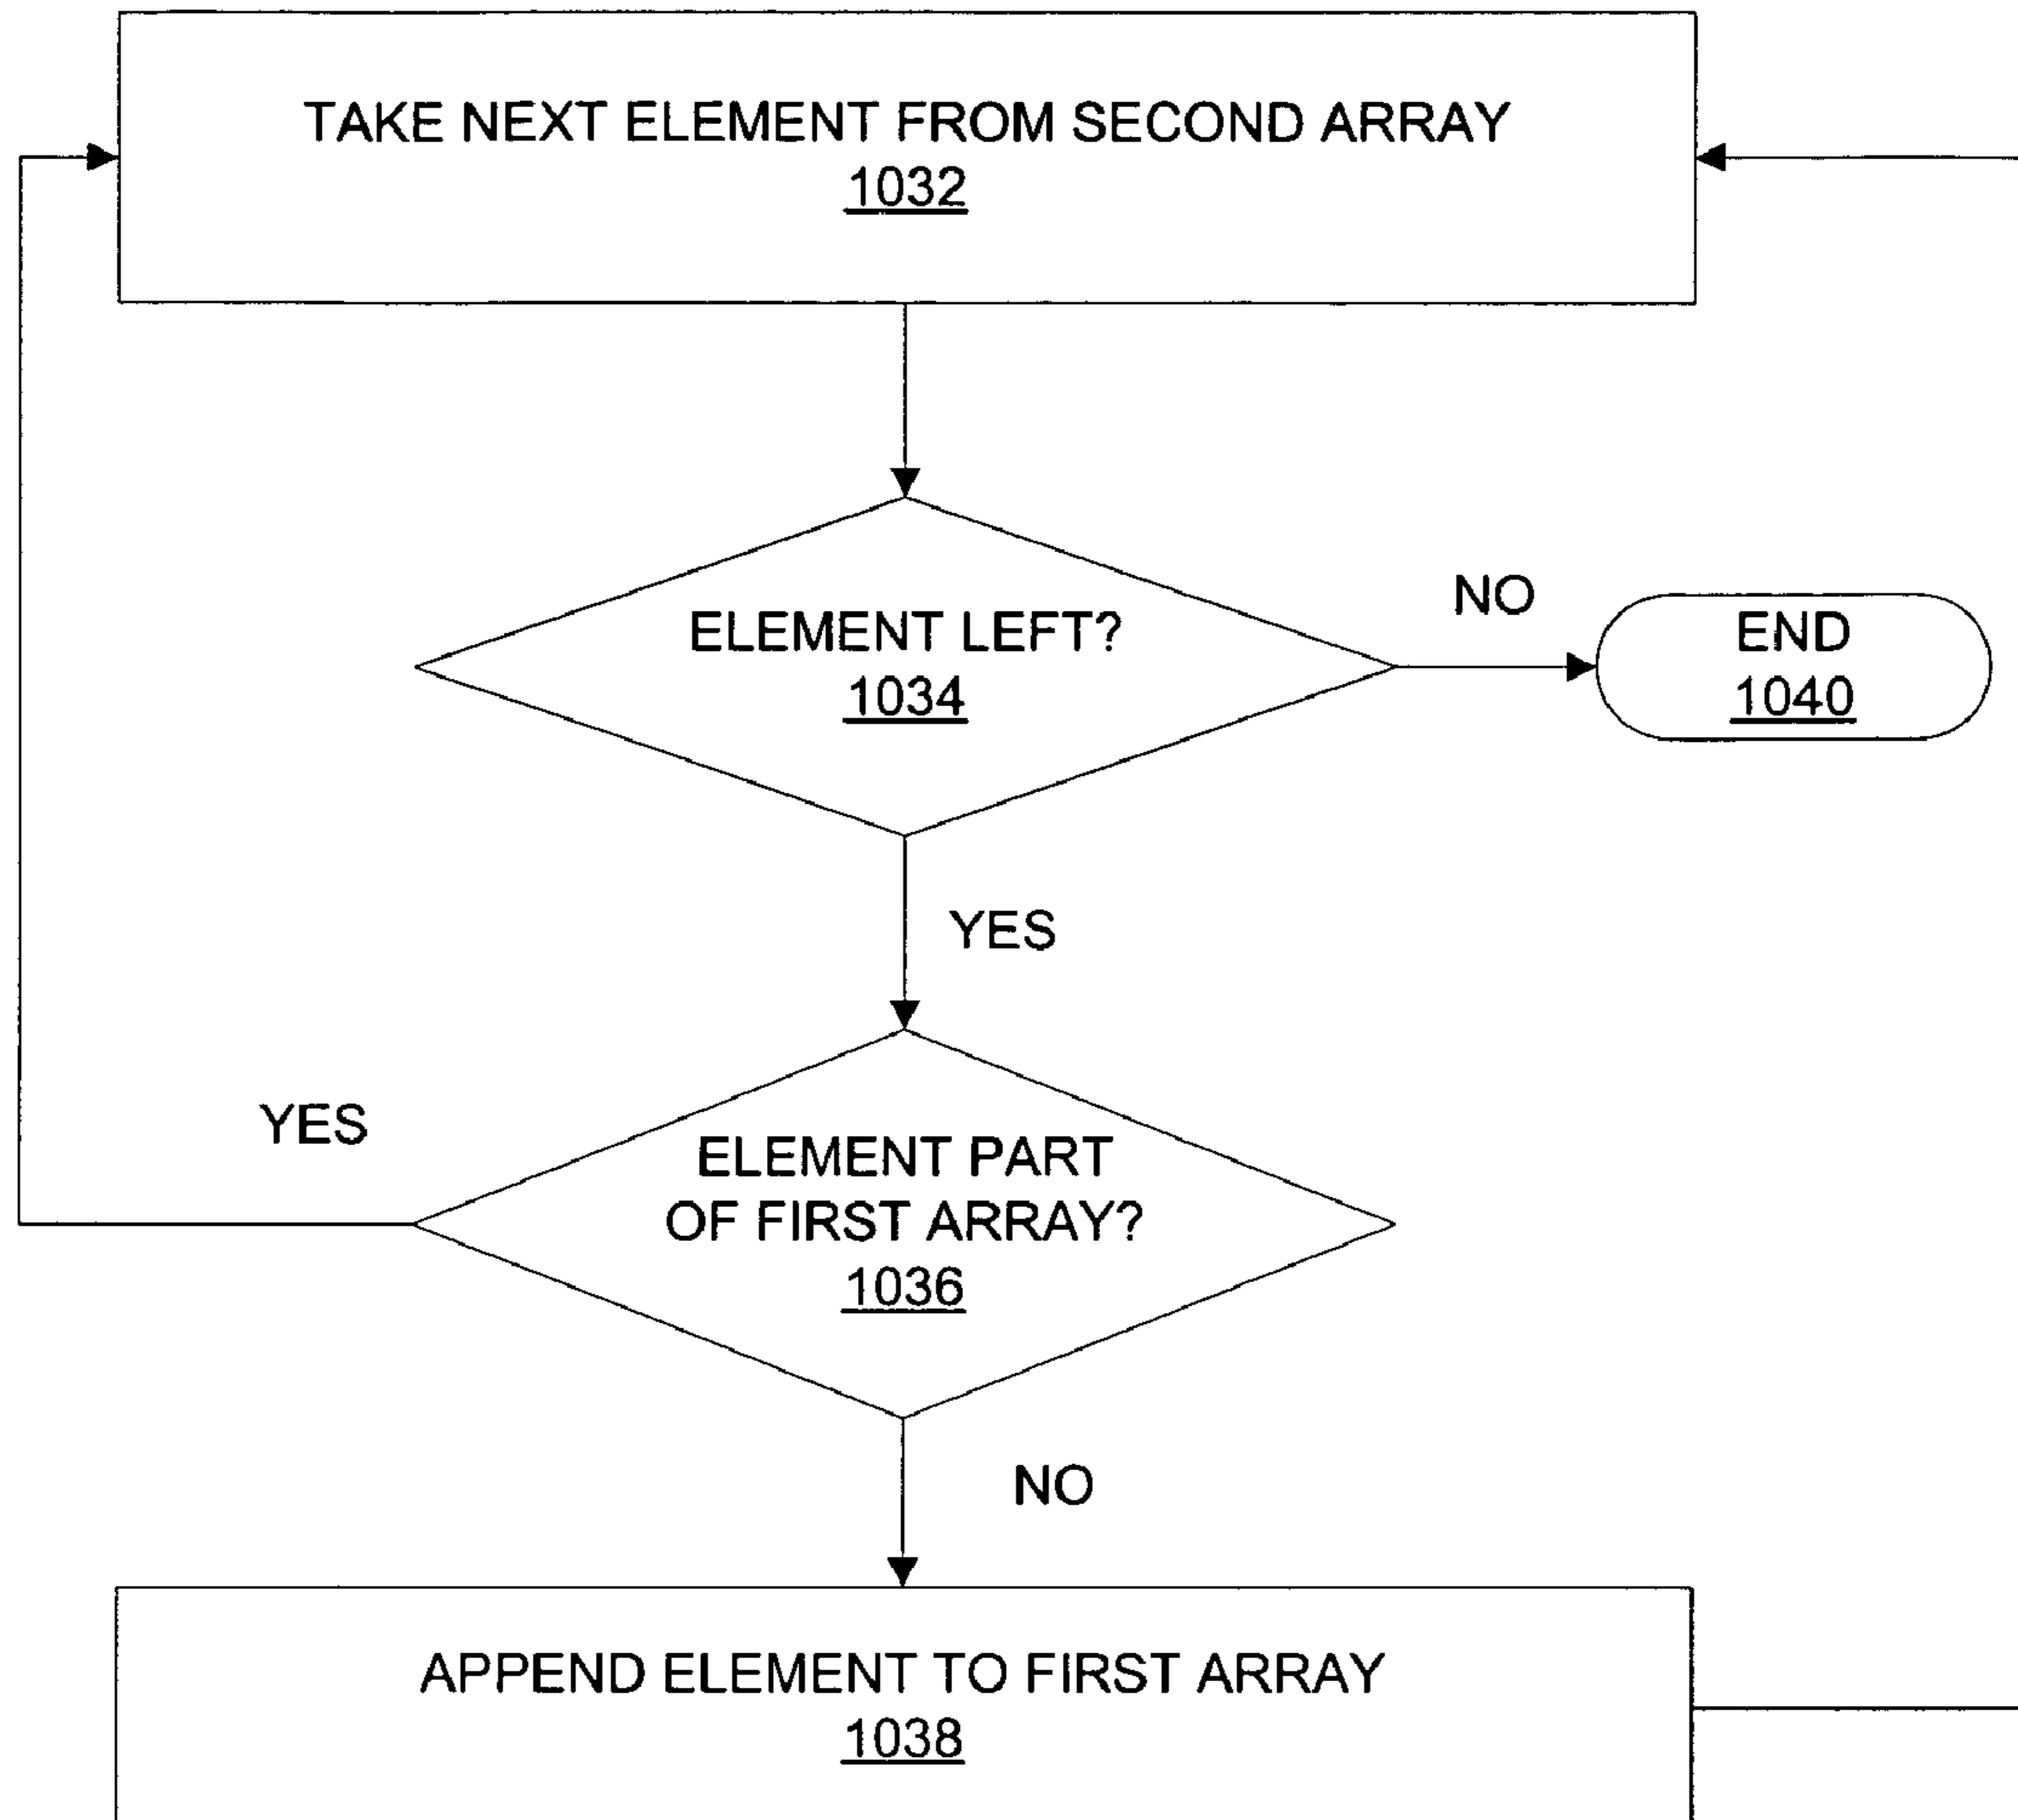 TAKE NEXT ELEMENT FROM SECOND ARRAY
1032
ELEMENT LEFT?
1034
NO
END
1040
YES
YES
ELEMENT PART
OF FIRST ARRAY?
1036
NO
APPEND ELEMENT TO FIRST ARRAY
1038